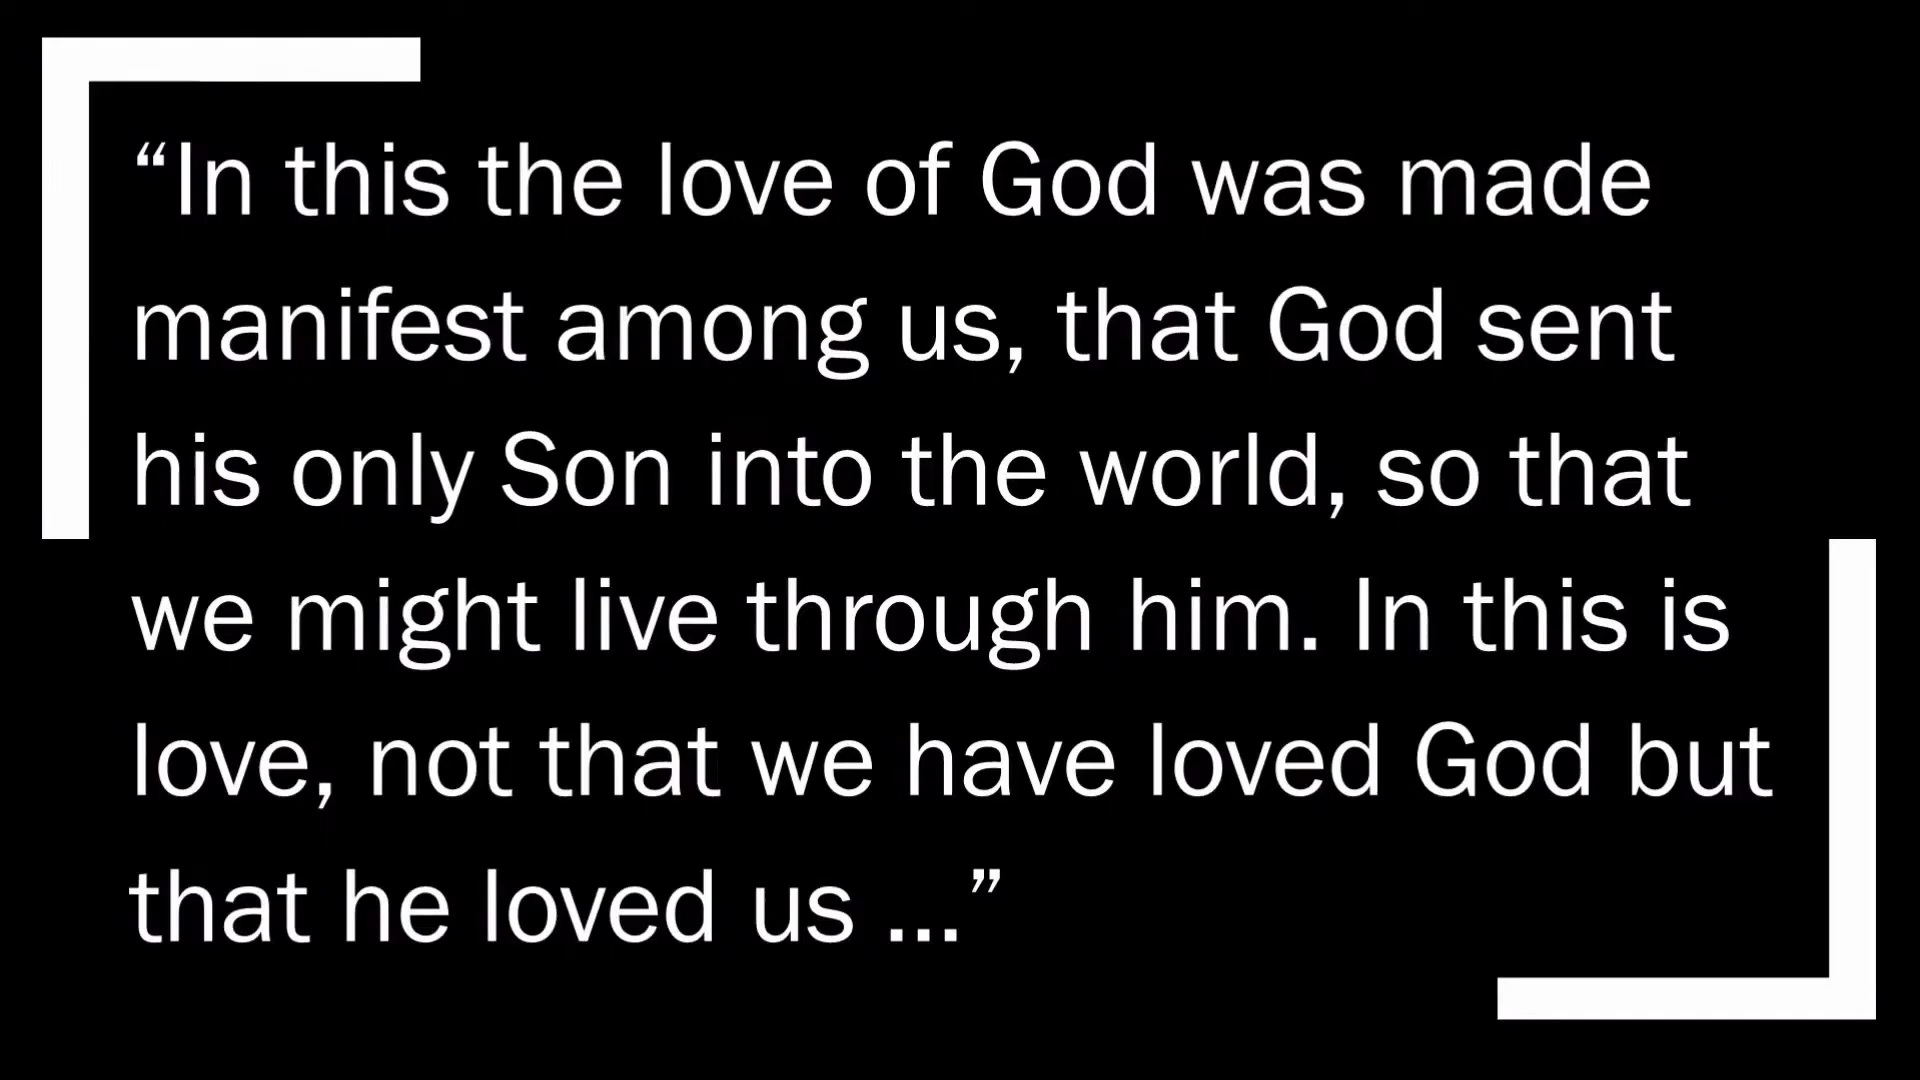 “In this the love of God was made
manifest among us, that God sent
his only Son into the world, so that
we might live through him. In this is
love, not that we have loved God but
that he loved us ...”